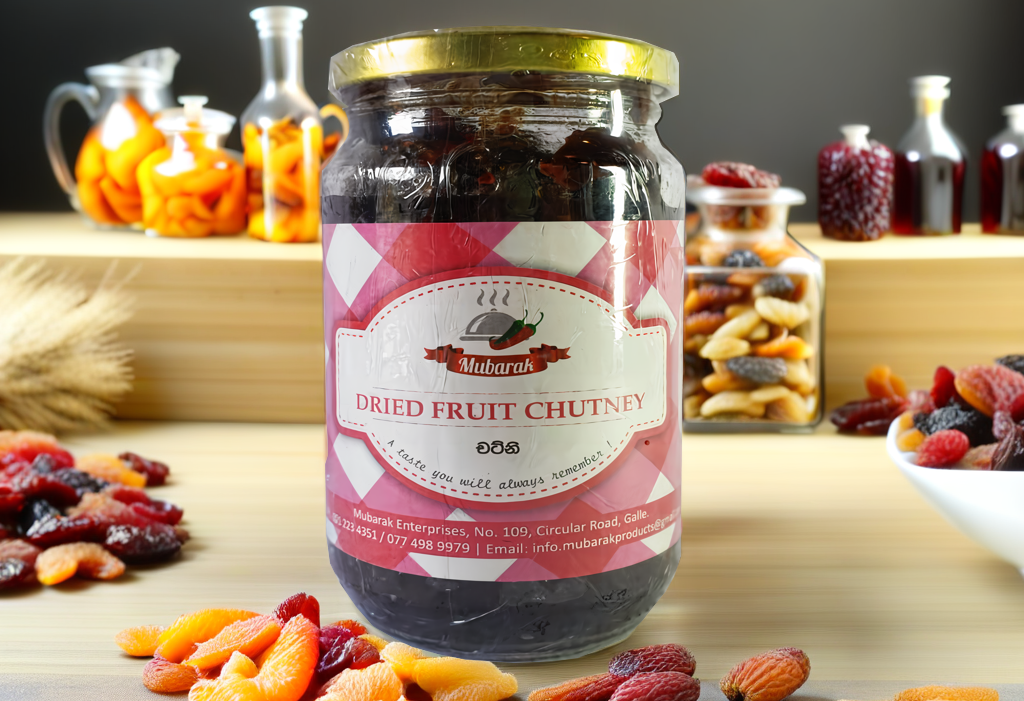 Mubarak
DRIED FRUIT CHUTNEY
චටිනි
A taste you will always remember !
Mubarak Enterprises, No. 109, Circular Road, Galle.
223 4351 / 077 498 9979 | Email: info.mubarakproducts@gmail